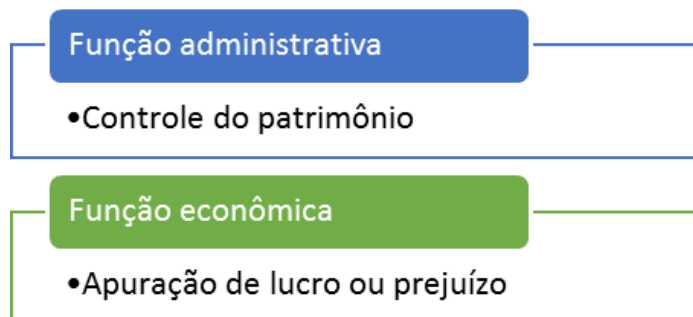 Função administrativa
•Controle do patrimônio
Função econômica
•Apuração de lucro ou prejuízo